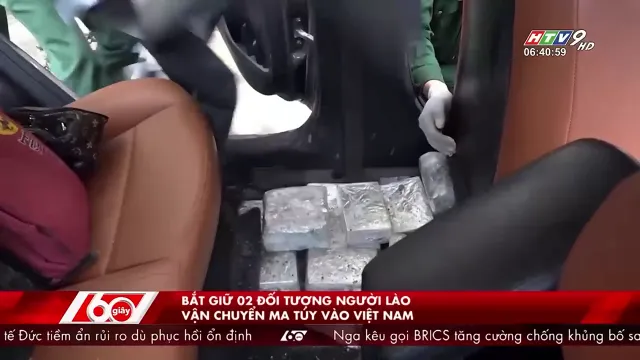 HTV9 HD
06:40:59
60 giây
BẮT GIỮ 02 ĐỐI TƯỢNG NGƯỜI LÀO
VẬN CHUYỂN MA TÚY VÀO VIỆT NAM
tế Đức tiềm ẩn rủi ro dù phục hồi ổn định 60 Nga kêu gọi BRICS tăng cường chống khủng bố sa